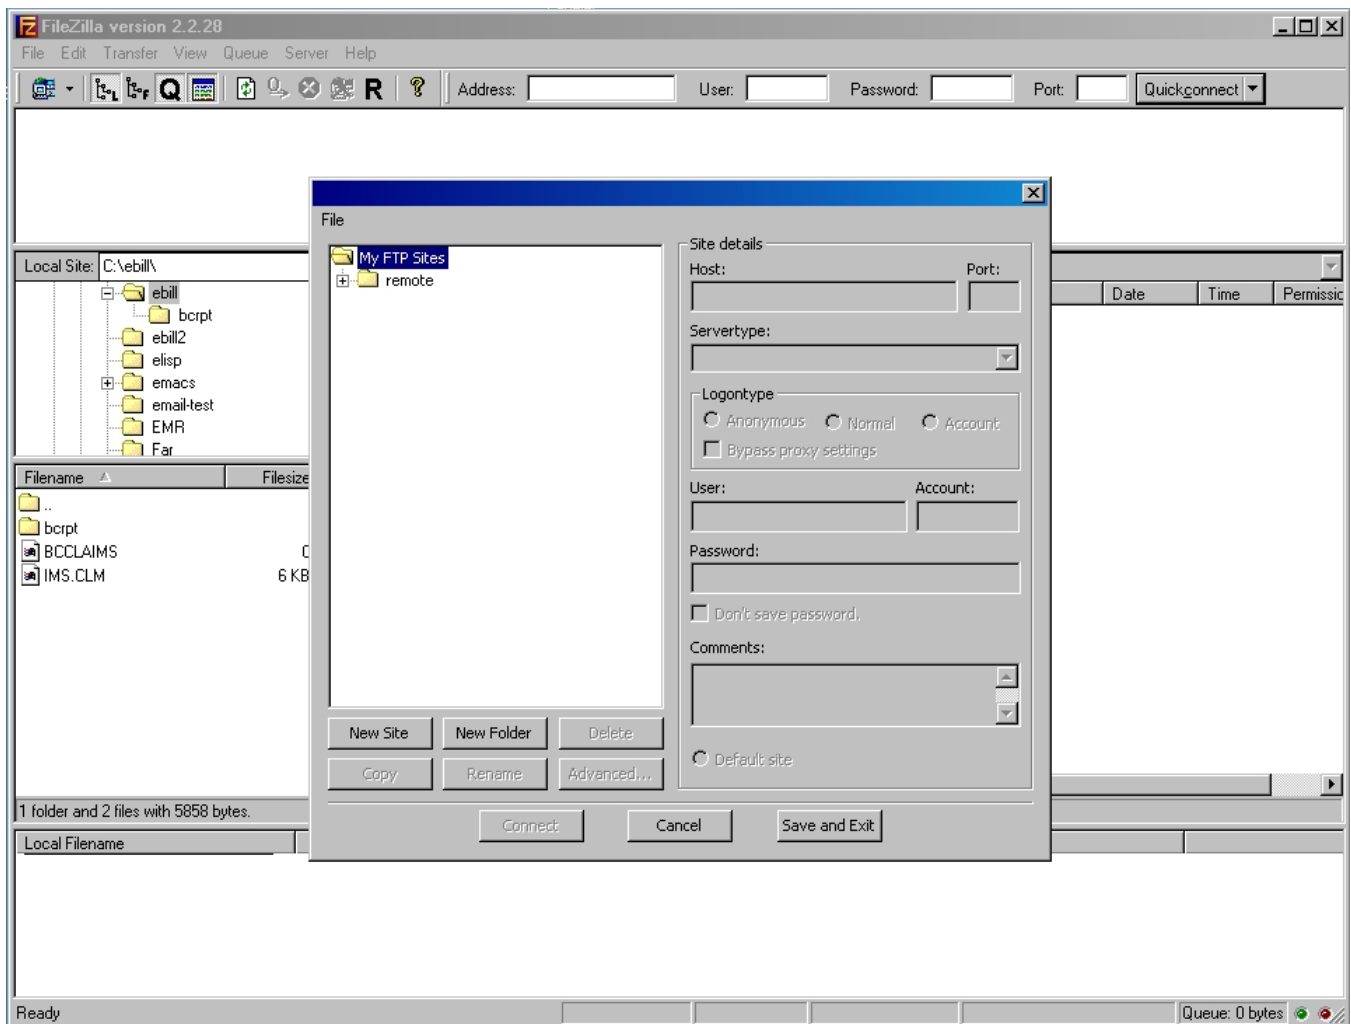 FileZilla version 2.2.28
File Edit Transfer View Queue Server Help
Address: User: Password: Port: Quickconnect
File
My FTP Sites
remote
Site details
Host: Port:
Servertype:
Logontype
Anonymous Normal Account
Bypass proxy settings
User: Account:
Password:
Don't save password.
Comments:
Default site
New Site New Folder Delete
Copy Rename Advanced...
Connect Cancel Save and Exit
Local Site: C:\ebill\
ebill
bcrpt
ebill2
elisp
emacs
email-test
EMR
Far
Date Time Permissic
Filename Filesize
..
bcrpt
BCCLAIMS
IMS.CLM 6 KB
1 folder and 2 files with 5858 bytes.
Local Filename
Ready Queue: 0 bytes